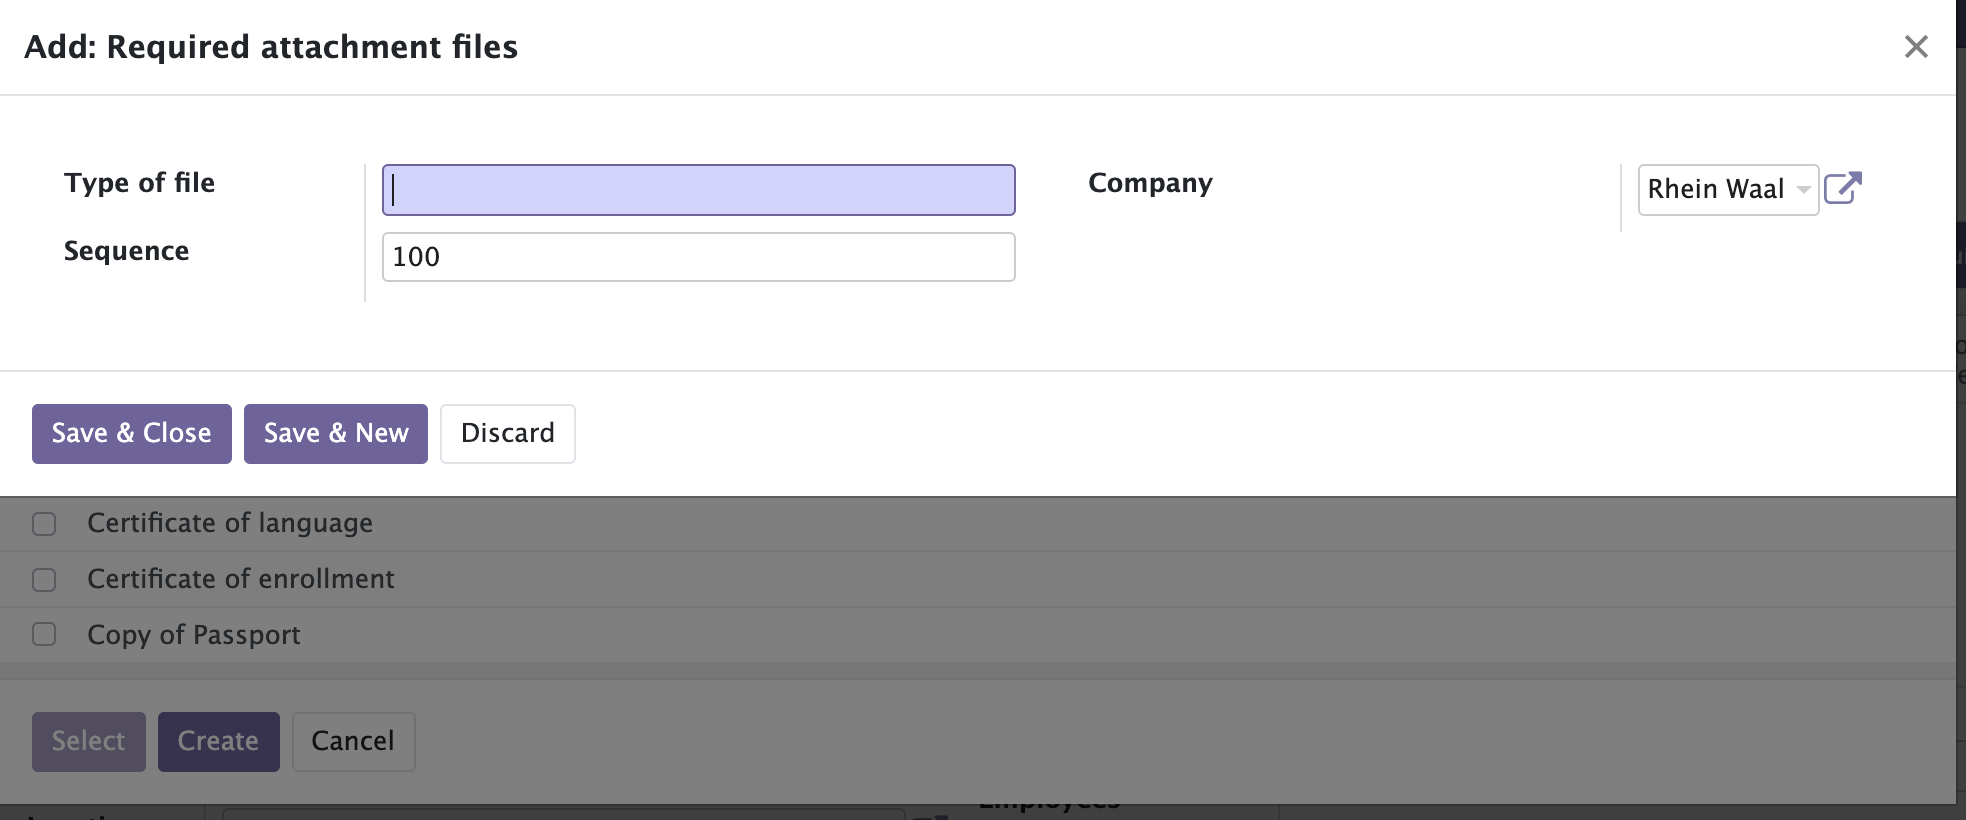 Add: Required attachment files
Type of file
Company
Rhein Waal
Sequence
100
Save & Close
Save & New
Discard
Certificate of language
Certificate of enrollment
Copy of Passport
Select
Create
Cancel
Employees